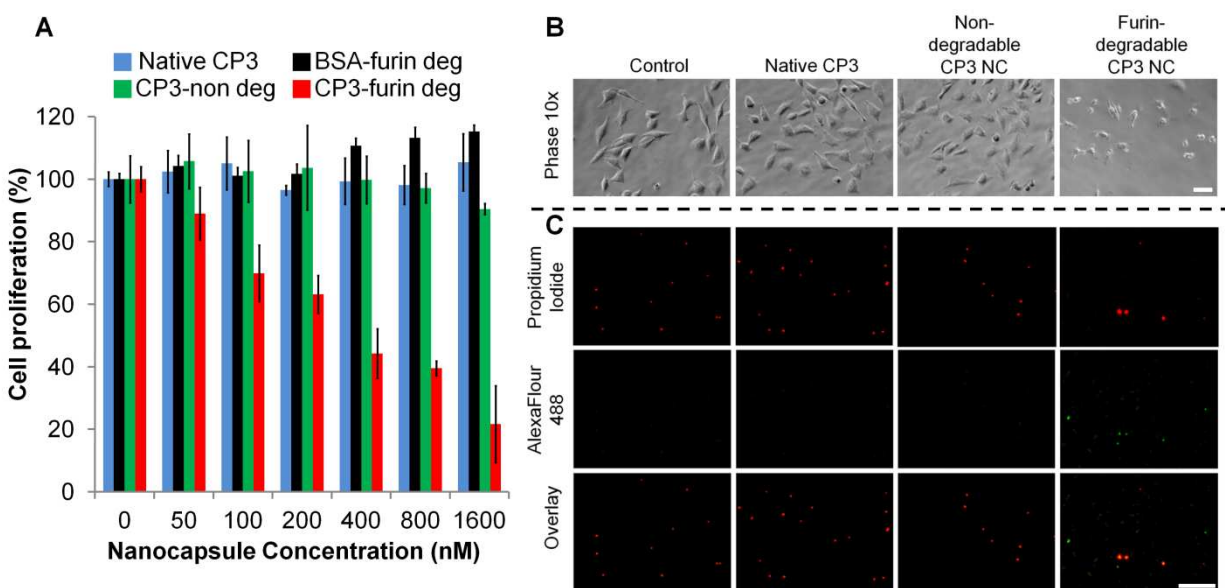 A
Native CP3
BSA-furin deg
CP3-non deg
CP3-furin deg
Cell proliferation (%)
120
100
80
60
40
20
0
0 50 100 200 400 800 1600
Nanocapsule Concentration (nM)
B
Control
Native CP3
Non-
degradable
CP3 NC
Furin-
degradable
CP3 NC
Phase 10x
C
Propidium
Iodide
AlexaFlour
488
Overlay